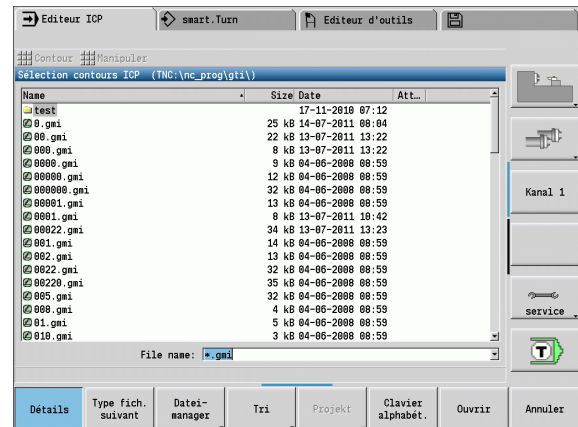 Editeur ICP smart.Turn Editeur d'outils
Contour Manipuler
Sélection contours ICP (TNC:\nc_prog\gti\)
Name Size Date Att...
test 17-11-2010 07:12
0.gmi 25 kB 14-07-2011 08:04
00.gmi 22 kB 13-07-2011 13:22
000.gmi 8 kB 13-07-2011 13:22
0000.gmi 9 kB 04-06-2008 08:59
00000.gmi 12 kB 04-06-2008 08:59
000000.gmi 32 kB 04-06-2008 08:59
00001.gmi 13 kB 04-06-2008 08:59
0001.gmi 8 kB 13-07-2011 10:42
00022.gmi 34 kB 13-07-2011 13:23
001.gmi 14 kB 04-06-2008 08:59
002.gmi 13 kB 04-06-2008 08:59
0022.gmi 32 kB 04-06-2008 08:59
00220.gmi 35 kB 04-06-2008 08:59
005.gmi 32 kB 04-06-2008 08:59
008.gmi 4 kB 04-06-2008 08:59
01.gmi 5 kB 04-06-2008 08:59
010.gmi 3 kB 04-06-2008 08:59
File name: *.gmi
Kanal 1
service
T
Détails Type fich. suivant Datei-manager Tri Projekt Clavier alphabét. Ouvrir Annuler